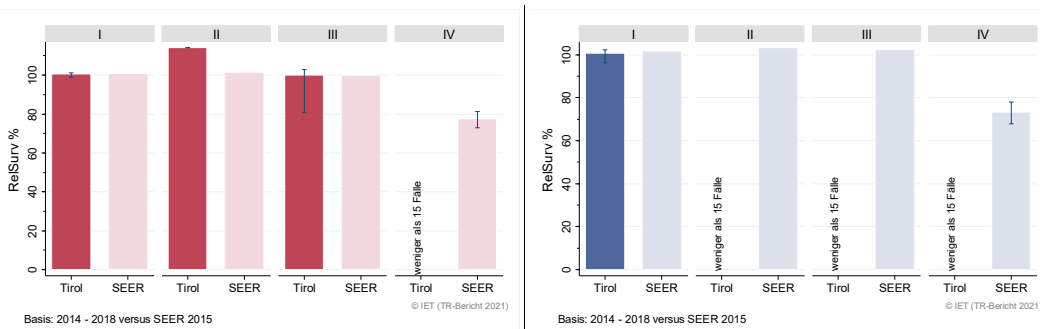 I II III IV
RelSurv %
100
80
60
40
20
0
weniger als 15 Fälle
Tirol SEER Tirol SEER Tirol SEER Tirol SEER
© IET (TR-Bericht 2021)
Basis: 2014 - 2018 versus SEER 2015
I II III IV
RelSurv %
100
80
60
40
20
0
weniger als 15 Fälle
weniger als 15 Fälle
weniger als 15 Fälle
Tirol SEER Tirol SEER Tirol SEER Tirol SEER
© IET (TR-Bericht 2021)
Basis: 2014 - 2018 versus SEER 2015